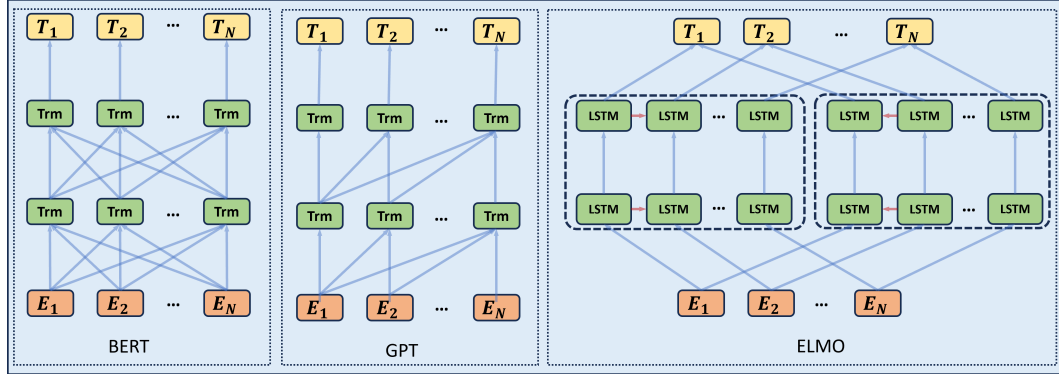 T1 T2 ... TN
Trm Trm ... Trm
Trm Trm ... Trm
E1 E2 ... EN
BERT
T1 T2 ... TN
Trm Trm ... Trm
Trm Trm ... Trm
E1 E2 ... EN
GPT
T1 T2 ... TN
LSTM LSTM ... LSTM LSTM LSTM ... LSTM
LSTM LSTM ... LSTM LSTM LSTM ... LSTM
E1 E2 ... EN
ELMO